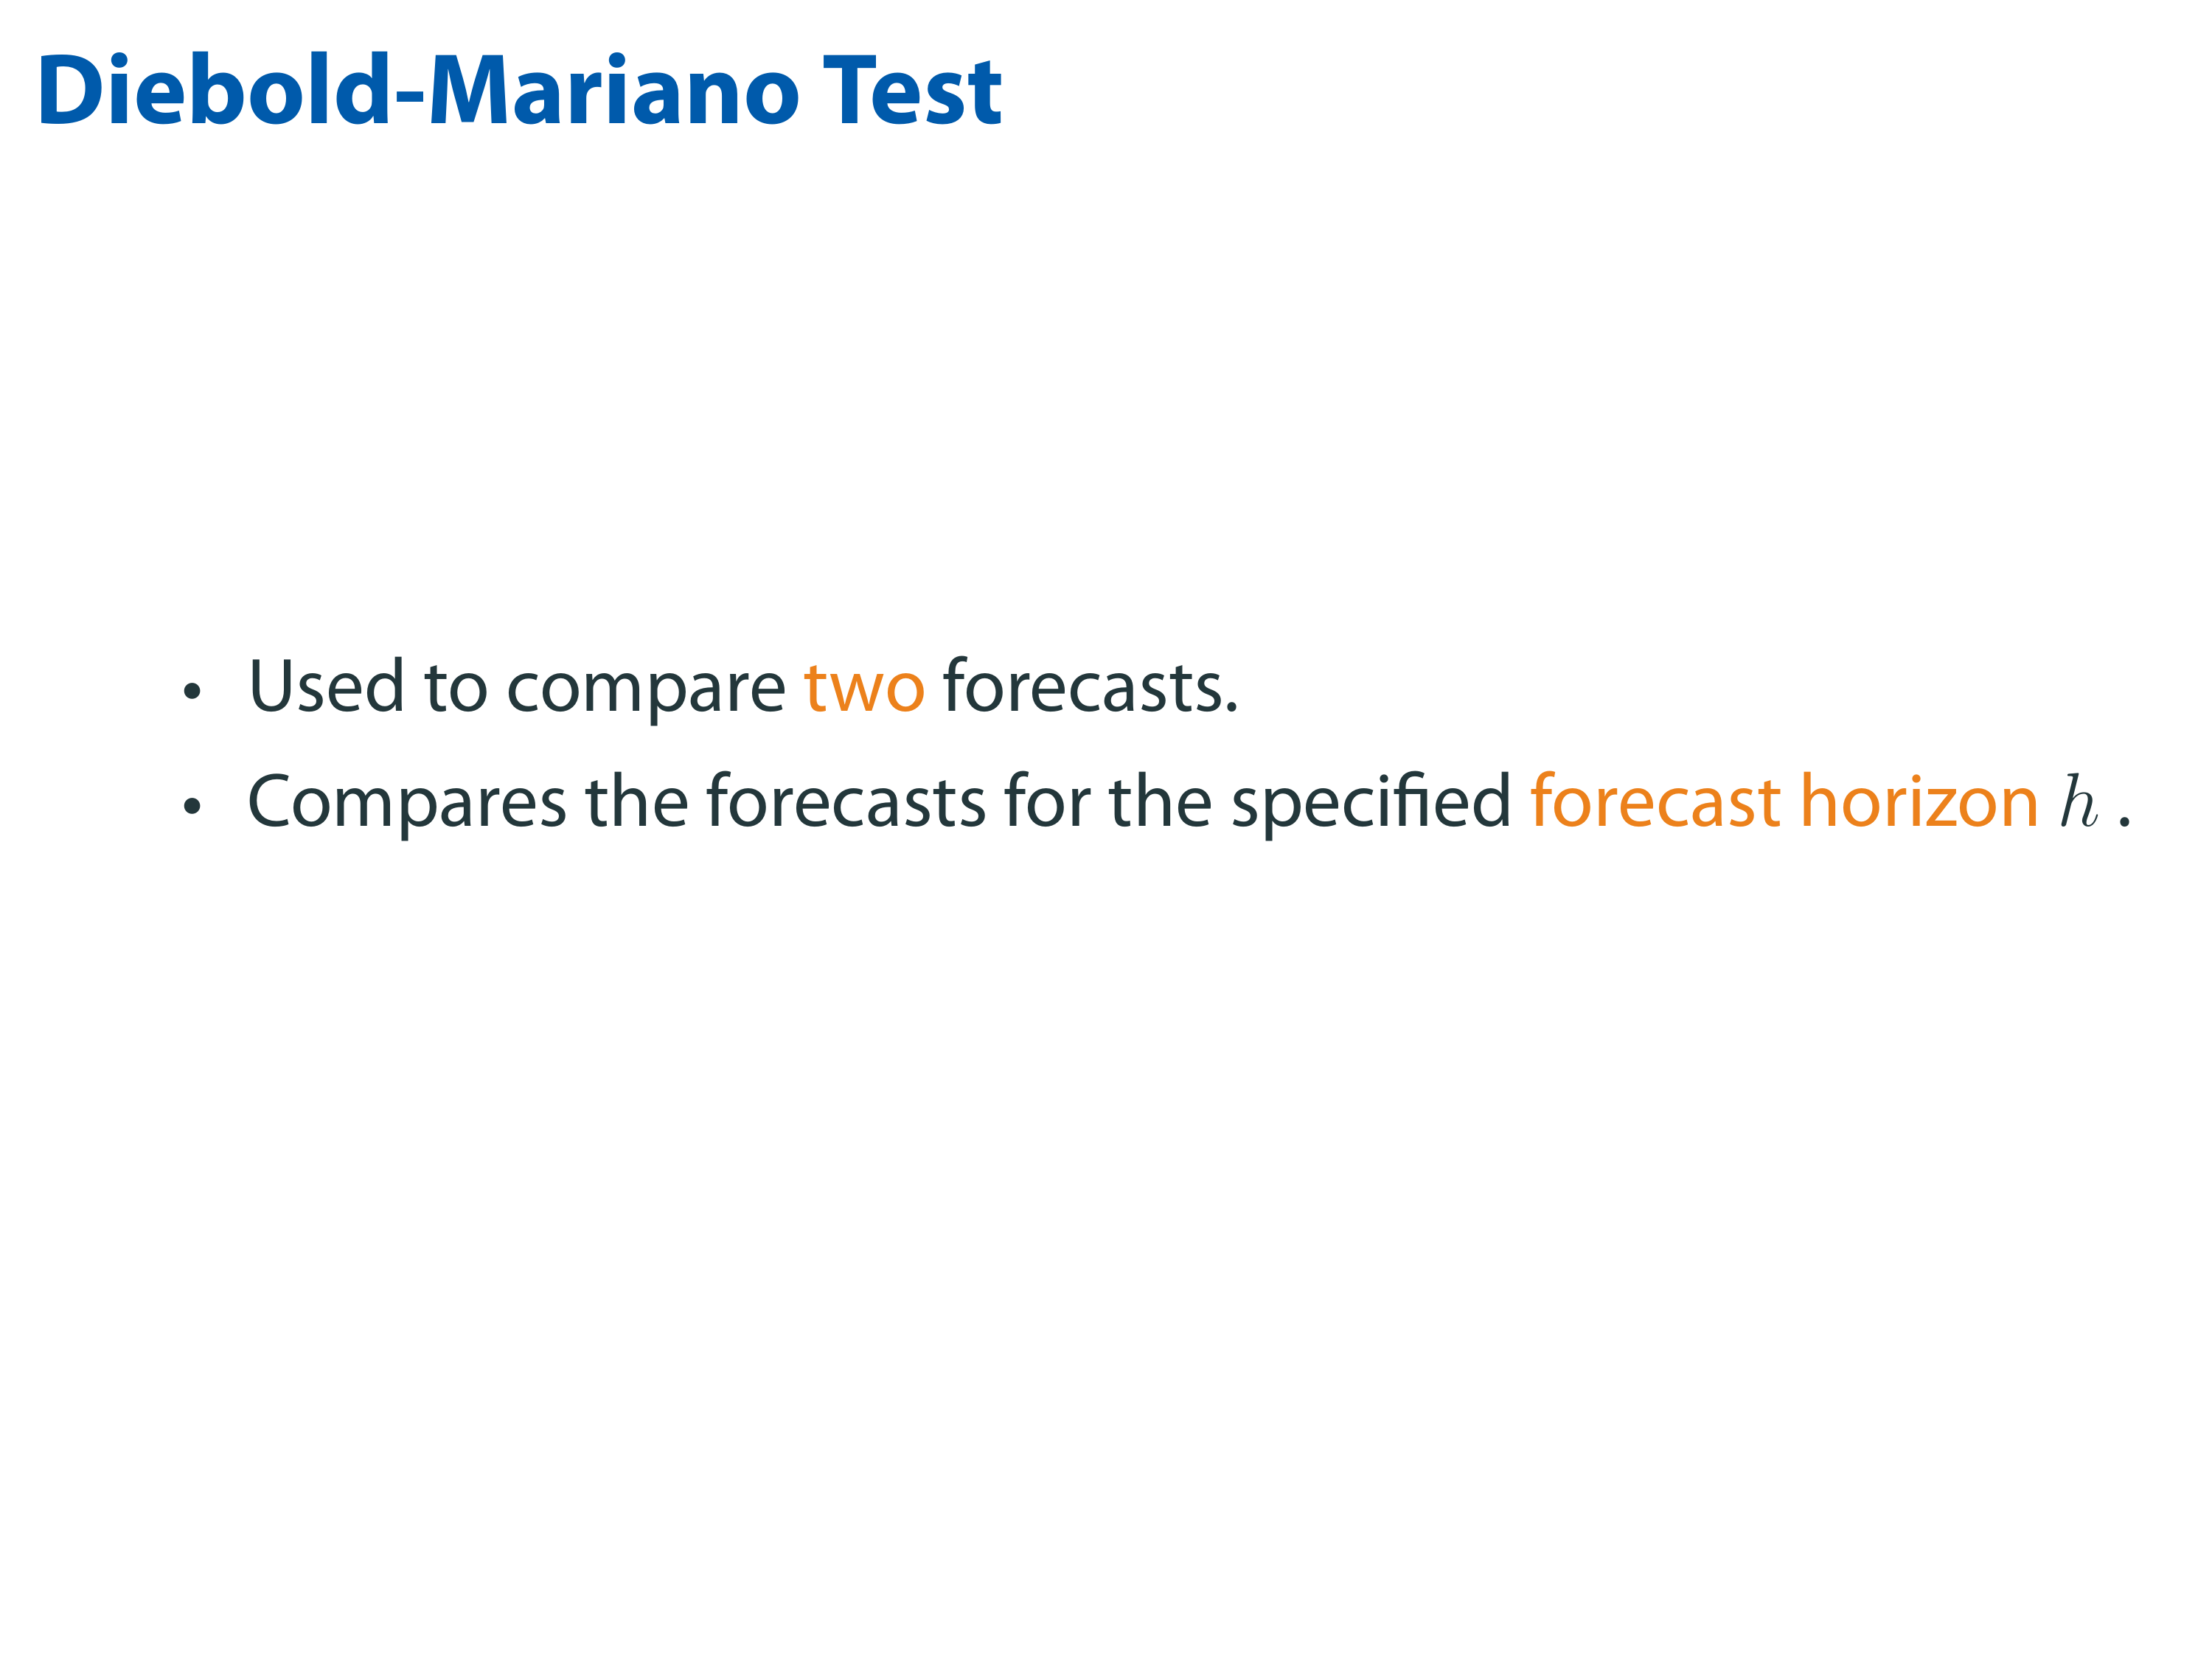 Diebold-Mariano Test
• Used to compare two forecasts.
• Compares the forecasts for the specified forecast horizon h .